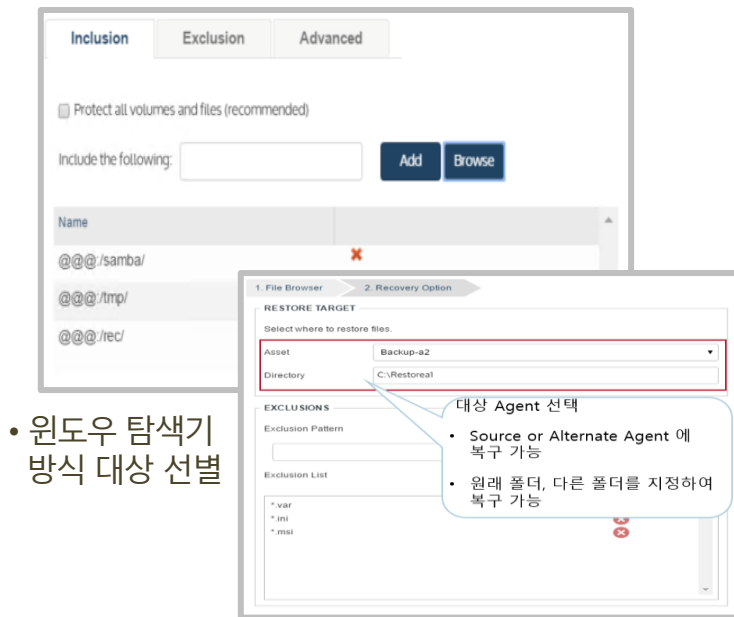 Inclusion Exclusion Advanced
Protect all volumes and files (recommended)
Include the following: Add Browse
Name
@@@:/samba/
@@@:/tmp/
@@@:/rec/
• 윈도우 탐색기
방식 대상 선별
1. File Browser 2. Recovery Option
RESTORE TARGET
Select where to restore files.
Asset Backup-a2
Directory C:\Restorea1
EXCLUSIONS
Exclusion Pattern
Exclusion List
*.var
*.ini
*.msi
대상 Agent 선택
• Source or Alternate Agent 에
복구 가능
• 원래 폴더, 다른 폴더를 지정하여
복구 가능